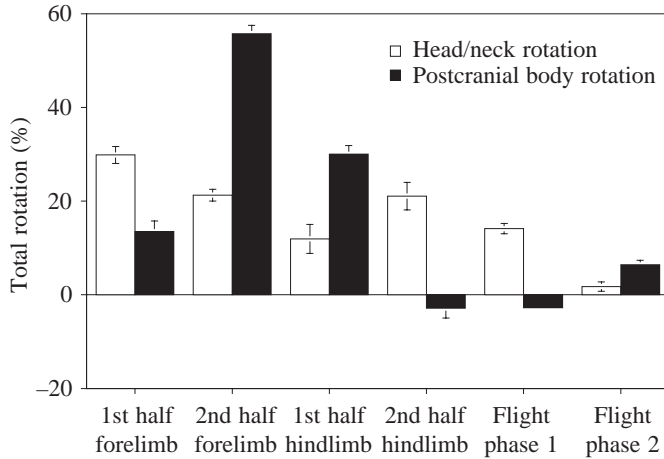 60
40
20
0
–20
Total rotation (%)
Head/neck rotation
Postcranial body rotation
1st half
forelimb
2nd half
forelimb
1st half
hindlimb
2nd half
hindlimb
Flight
phase 1
Flight
phase 2